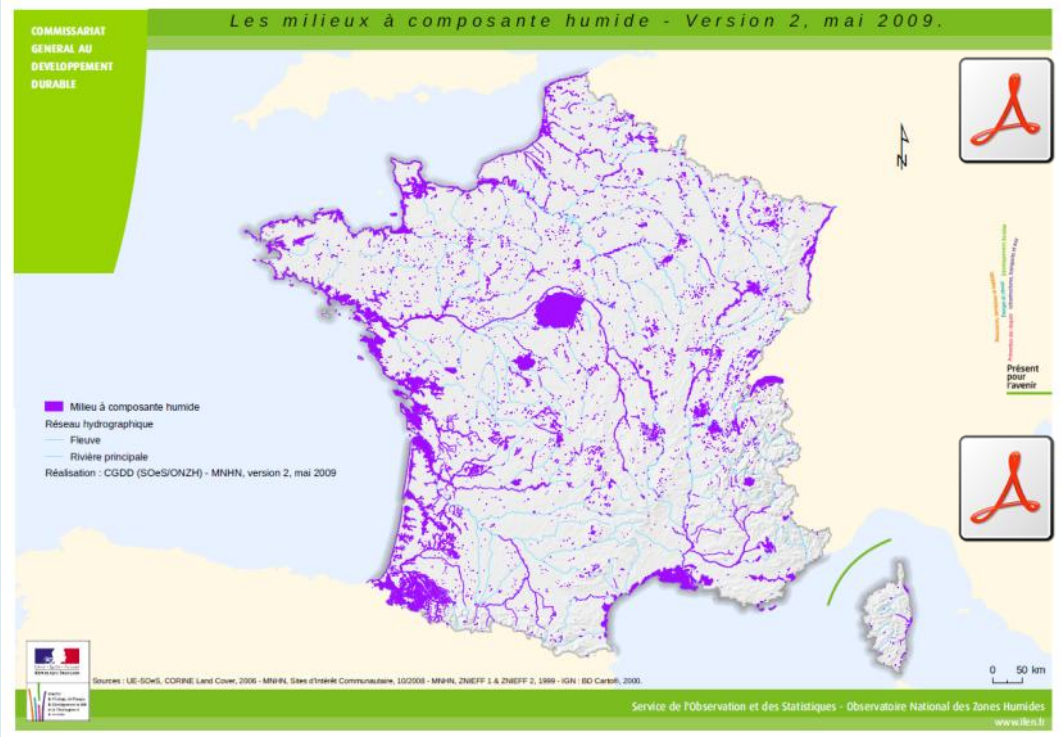 Les milieux à composante humide - Version 2, mai 2009.
COMMISSARIAT
GENERAL AU
DEVELOPPEMENT
DURABLE
N
Présent
pour
l'avenir
Milieu à composante humide
Réseau hydrographique
Fleuve
Rivière principale
Réalisation : CGDD (SOeS/ONZH) - MNHN, version 2, mai 2009
0 50 km
Sources : UE-SOeS, CORINE Land Cover, 2006 - MNHN, Sites d'Intérêt Communautaire, 10/2008 - MNHN, ZNIEFF 1 & ZNIEFF 2, 1999 - IGN : BD Carto®, 2000.
Service de l'Observation et des Statistiques - Observatoire National des Zones Humides
www.ifen.fr